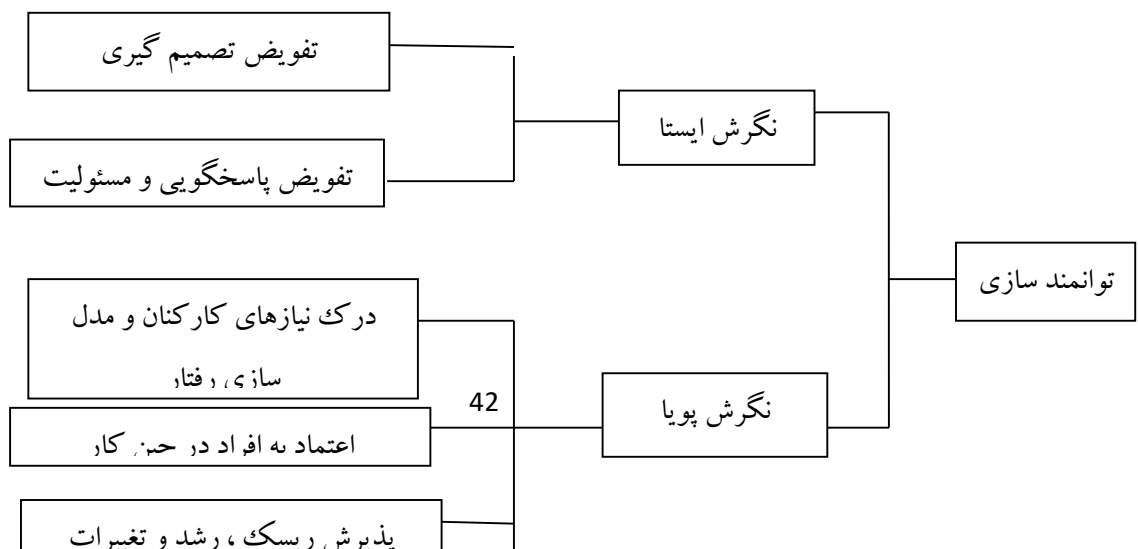 تفویض تصمیم گیری
نگرش ایستا
تفویض پاسخگویی و مسئولیت
توانمند سازی
درک نیازهای کارکنان و مدل
سازی رفتار
نگرش پویا
42
اعتماد به افراد در حین کار
پذیرش ریسک ، رشد و تغییرات